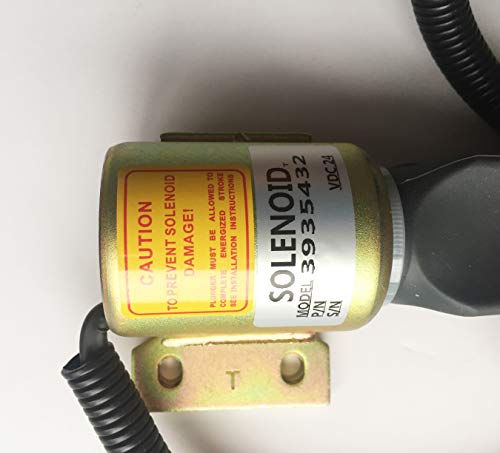 CAUTION
TO PREVENT SOLENOID
DAMAGE!
PLUNGER MUST BE ALLOWED TO
COMPLETE ENERGIZED STROKE
SEE INSTALLATION INSTRUCTIONS
SOLENOID T
MODEL 3935432
P/N
S/N VDC24
T